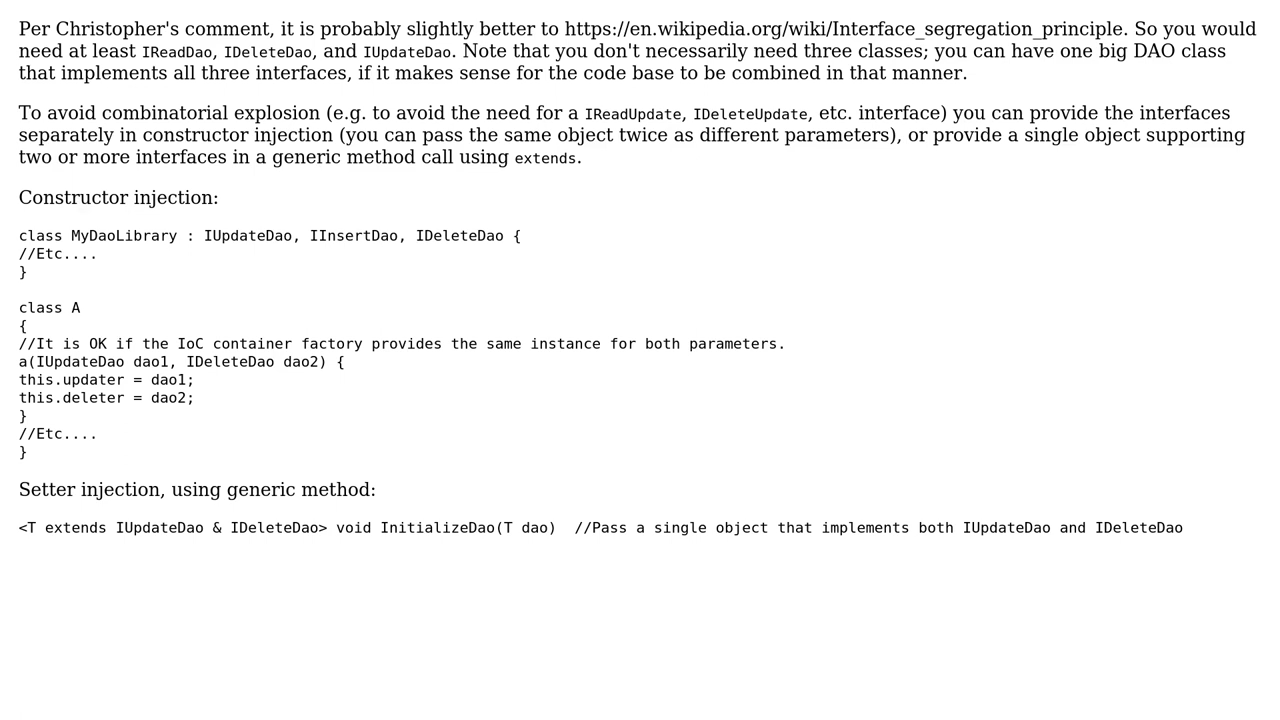 Per Christopher's comment, it is probably slightly better to https://en.wikipedia.org/wiki/Interface_segregation_principle. So you would
need at least IReadDao, IDeleteDao, and IUpdateDao. Note that you don't necessarily need three classes; you can have one big DAO class
that implements all three interfaces, if it makes sense for the code base to be combined in that manner.
To avoid combinatorial explosion (e.g. to avoid the need for a IReadUpdate, IDeleteUpdate, etc. interface) you can provide the interfaces
separately in constructor injection (you can pass the same object twice as different parameters), or provide a single object supporting
two or more interfaces in a generic method call using extends.
Constructor injection:
class MyDaoLibrary : IUpdateDao, IInsertDao, IDeleteDao {
//Etc....
}
class A
{
//It is OK if the IoC container factory provides the same instance for both parameters.
a(IUpdateDao dao1, IDeleteDao dao2) {
this.updater = dao1;
this.deleter = dao2;
}
//Etc....
}
Setter injection, using generic method:
<T extends IUpdateDao & IDeleteDao> void InitializeDao(T dao)  //Pass a single object that implements both IUpdateDao and IDeleteDao